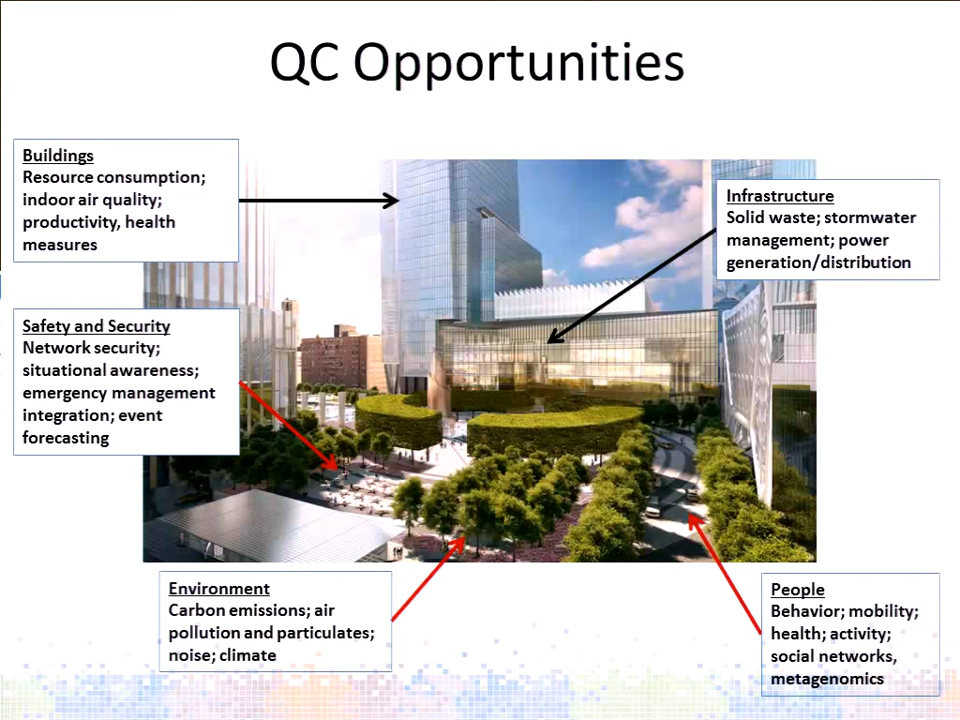 QC Opportunities
Buildings
Resource consumption;
indoor air quality;
productivity, health
measures
Infrastructure
Solid waste; stormwater
management; power
generation/distribution
Safety and Security
Network security;
situational awareness;
emergency management
integration; event
forecasting
Environment
Carbon emissions; air
pollution and particulates;
noise; climate
People
Behavior; mobility;
health; activity;
social networks,
metagenomics